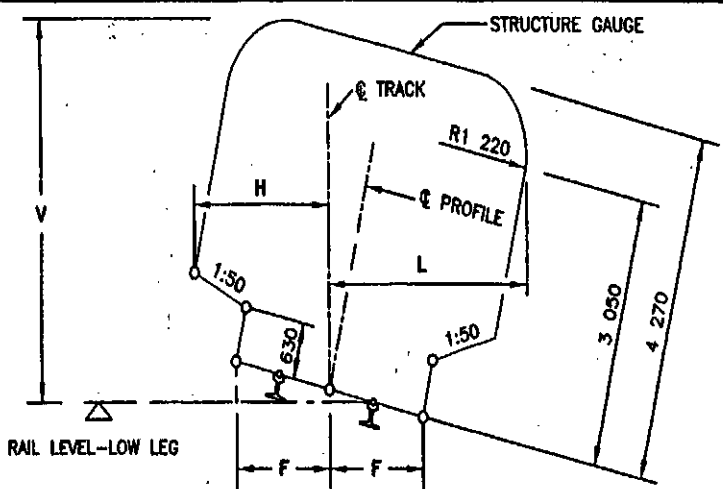 STRUCTURE GAUGE
℄ TRACK
R1 220
V
H
℄ PROFILE
L
1:50
1:50
630
3 050
4 270
RAIL LEVEL-LOW LEG
F
F